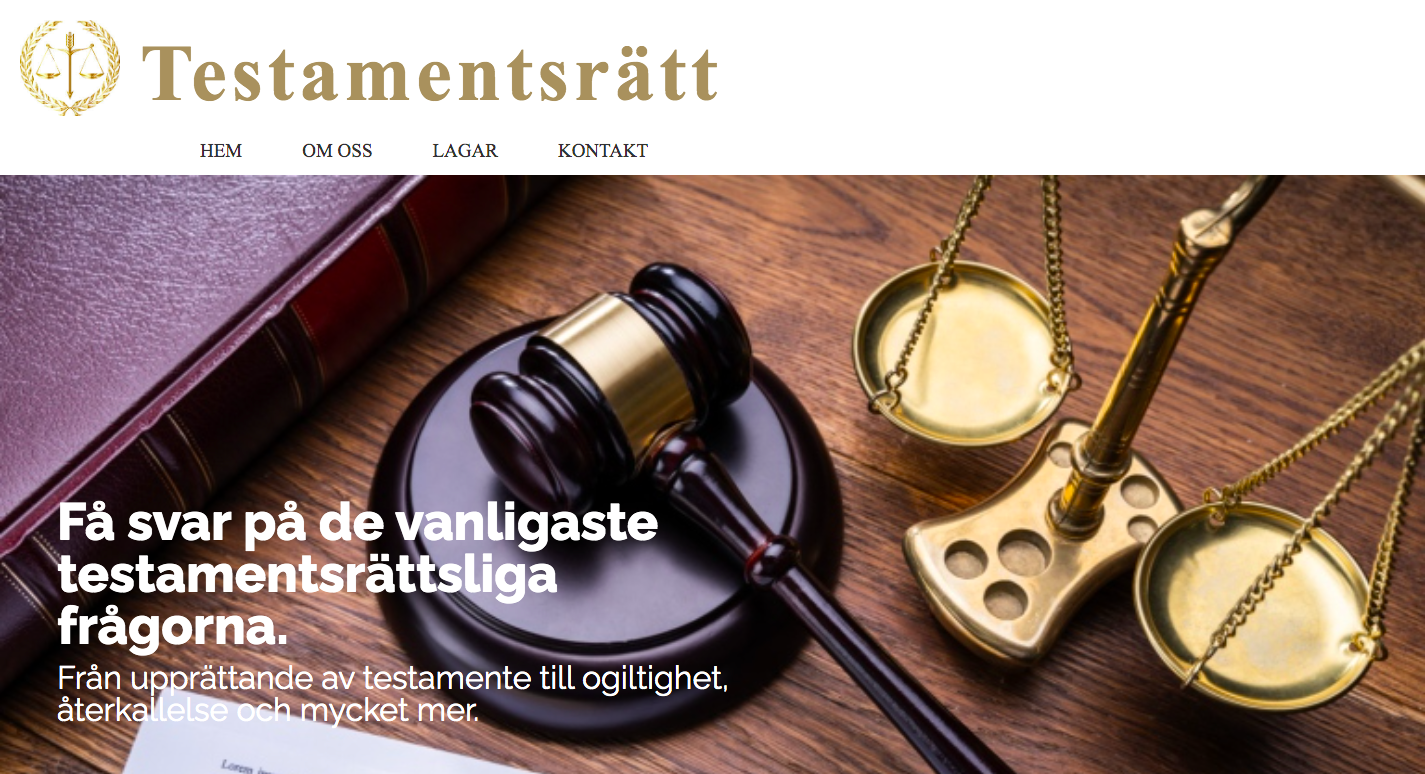 Testamentsrätt
HEM OM OSS LAGAR KONTAKT
Få svar på de vanligaste
testamentsrättsliga
frågorna.
Från upprättande av testamente till ogiltighet,
återkallelse och mycket mer.
Lorem